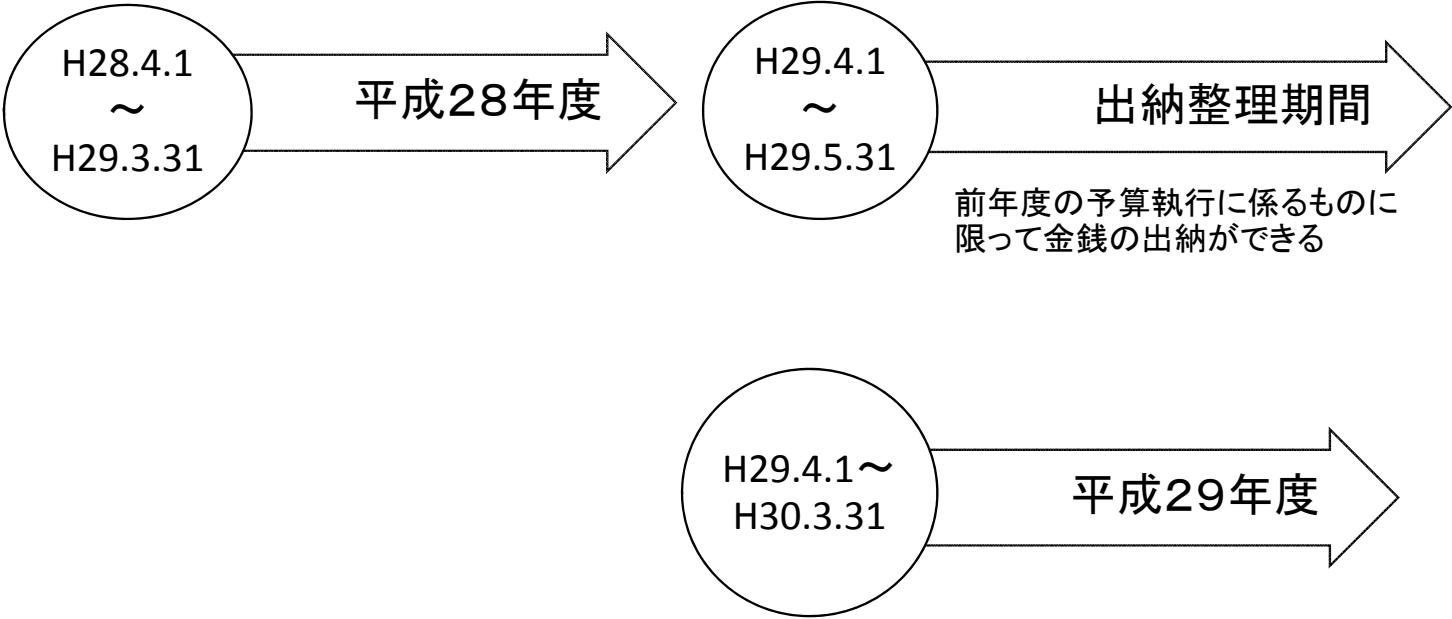 H28.4.1
～
H29.3.31
平成２８年度
H29.4.1
～
H29.5.31
出納整理期間
前年度の予算執行に係るものに
限って金銭の出納ができる
H29.4.1～
H30.3.31
平成２９年度